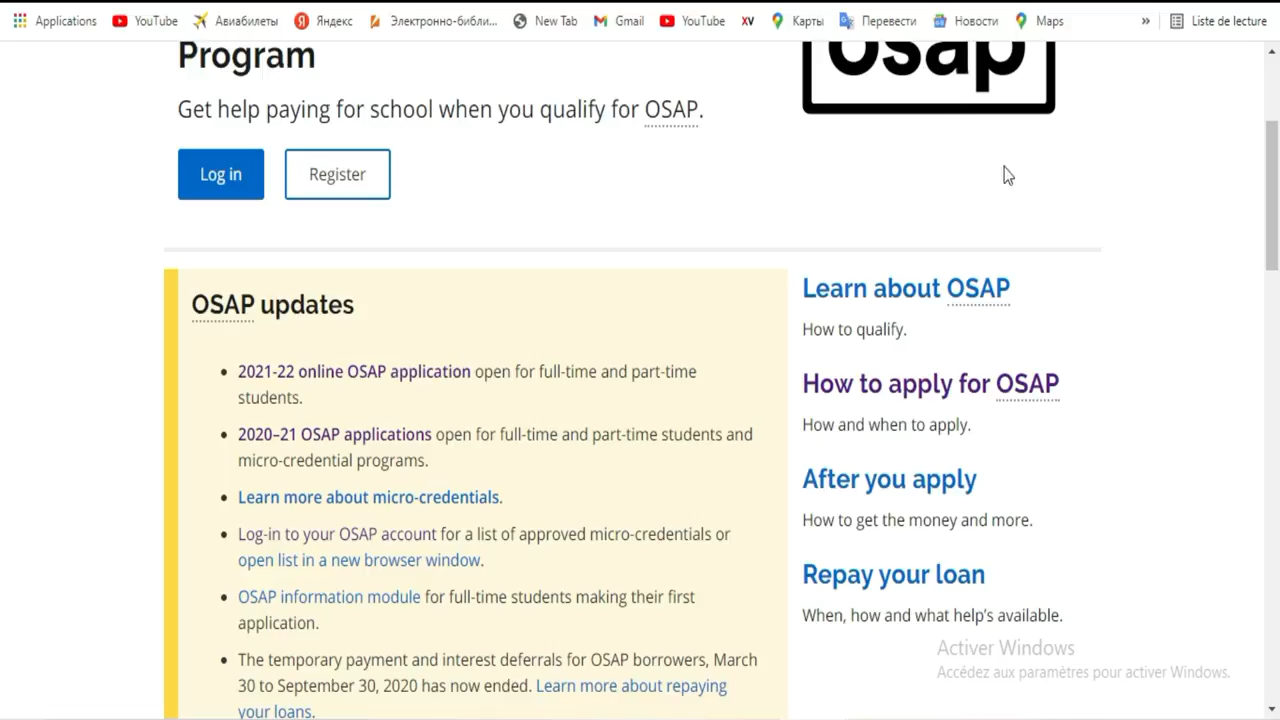 Applications YouTube Авиабилеты Яндекс Электронно-библи... New Tab Gmail YouTube XV Карты Перевести Новости Maps » Liste de lecture
Program
osap
Get help paying for school when you qualify for OSAP.
Log in
Register
OSAP updates
• 2021-22 online OSAP application open for full-time and part-time
students.
• 2020–21 OSAP applications open for full-time and part-time students and
micro-credential programs.
• Learn more about micro-credentials.
• Log-in to your OSAP account for a list of approved micro-credentials or
open list in a new browser window.
• OSAP information module for full-time students making their first
application.
• The temporary payment and interest deferrals for OSAP borrowers, March
30 to September 30, 2020 has now ended. Learn more about repaying
your loans.
Learn about OSAP
How to qualify.
How to apply for OSAP
How and when to apply.
After you apply
How to get the money and more.
Repay your loan
When, how and what help's available.
Activer Windows
Accédez aux paramètres pour activer Windows.